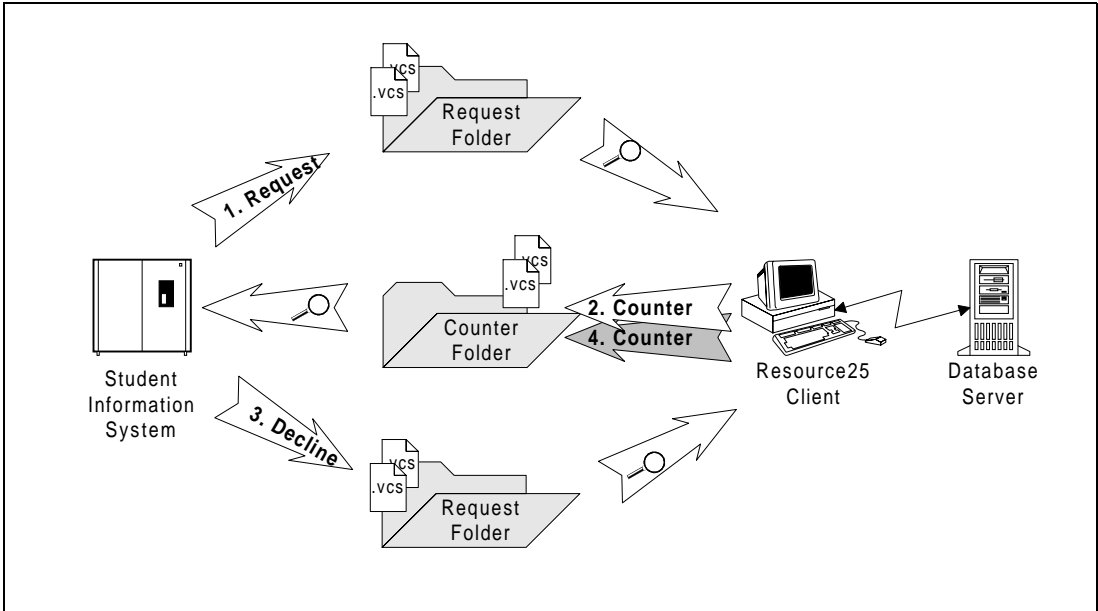 .VCS
.VCS
Request
Folder
1. Request
.VCS
.VCS
2. Counter
4. Counter
Counter
Folder
Student
Information
System
Resource25
Client
Database
Server
3. Decline
.VCS
.VCS
Request
Folder